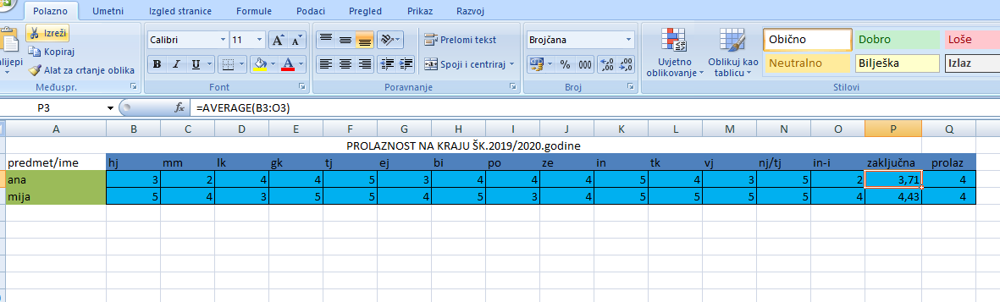 Polazno Umetni Izgled stranice Formule Podaci Pregled Prikaz Razvoj
Izreži
Kopiraj
Alat za crtanje oblika
Međuspr.
Calibri 11
B I U
Font
Prelomi tekst
Spoji i centriraj
Poravnanje
Brojčana
% 000
Broj
Uvjetno oblikovanje
Oblikuj kao tablicu
Obično Dobro Loše
Neutralno Bilješka Izlaz
Stilovi
P3 fx =AVERAGE(B3:O3)
A B C D E F G H I J K L M N O P Q
PROLAZNOST NA KRAJU ŠK.2019/2020.godine
predmet/ime hj mm lk gk tj ej bi po ze in tk vj nj/tj in-i zaključna prolaz
ana 3 2 4 4 5 3 4 4 4 5 4 3 5 2 3,71 4
mija 5 4 3 5 5 4 5 3 4 5 5 5 5 4 4,43 4